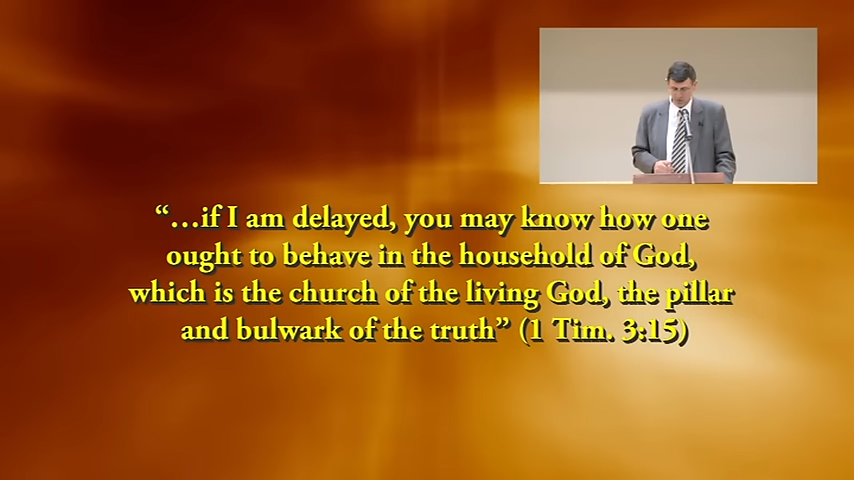 “…if I am delayed, you may know how one
ought to behave in the household of God,
which is the church of the living God, the pillar
and bulwark of the truth” (1 Tim. 3:15)